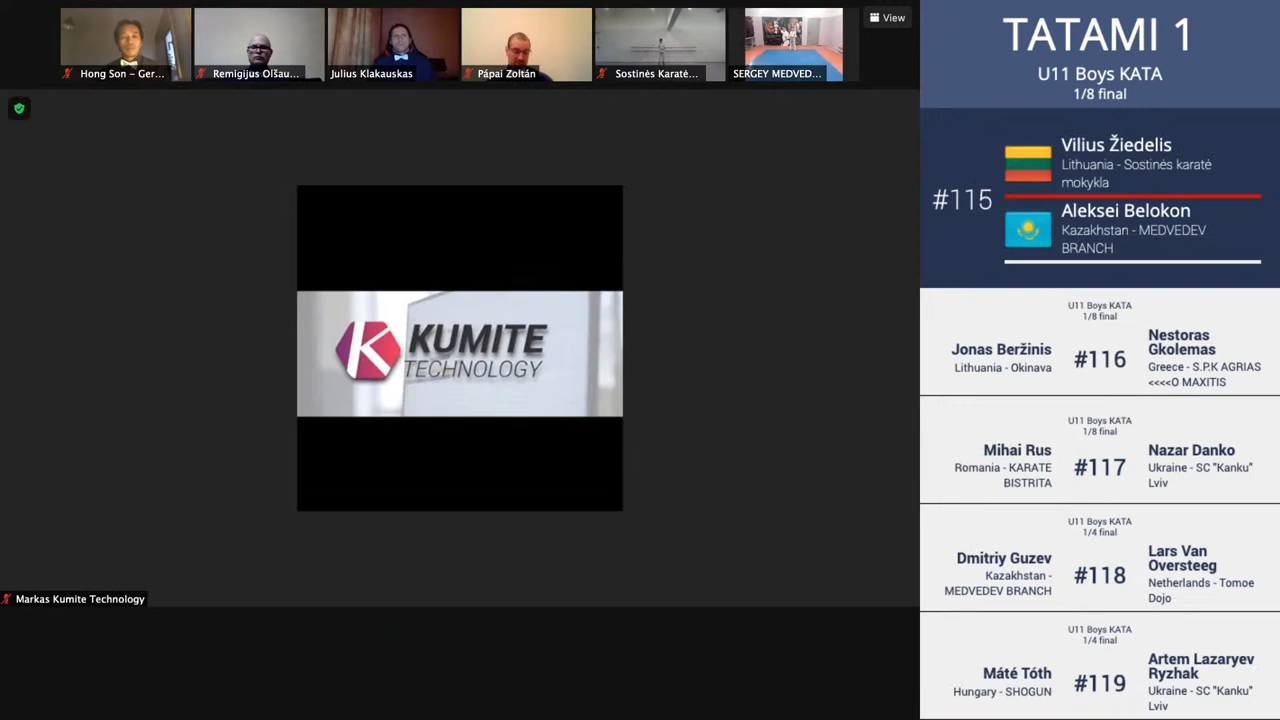 Hong Son – Ger...
Remigijus Olšau...
Julius Klakauskas
Pápai Zoltán
Sostinės Karatė...
SERGEY MEDVED...
View
KUMITE
TECHNOLOGY
Markas Kumite Technology
TATAMI 1
U11 Boys KATA
1/8 final
#115
Vilius Žiedelis
Lithuania - Sostinės karatė
mokykla
Aleksei Belokon
Kazakhstan - MEDVEDEV
BRANCH
U11 Boys KATA
1/8 final
Jonas Beržinis
Lithuania - Okinava
#116
Nestoras
Gkolemas
Greece - S.P.K AGRIAS
<<<<O MAXITIS
U11 Boys KATA
1/8 final
Mihai Rus
Romania - KARATE
BISTRITA
#117
Nazar Danko
Ukraine - SC "Kanku"
Lviv
U11 Boys KATA
1/4 final
Dmitriy Guzev
Kazakhstan -
MEDVEDEV BRANCH
#118
Lars Van
Oversteeg
Netherlands - Tomoe
Dojo
U11 Boys KATA
1/4 final
Máté Tóth
Hungary - SHOGUN
#119
Artem Lazaryev
Ryzhak
Ukraine - SC "Kanku"
Lviv